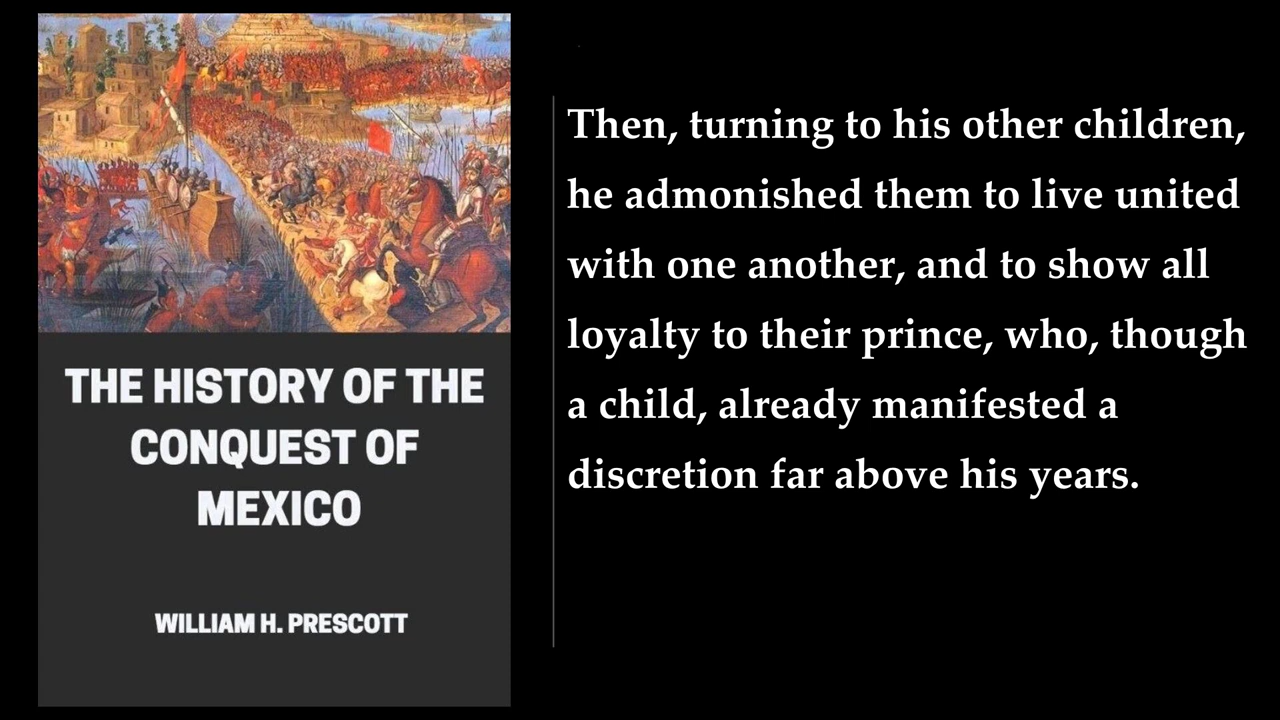 THE HISTORY OF THE
CONQUEST OF
MEXICO
WILLIAM H. PRESCOTT
Then, turning to his other children,
he admonished them to live united
with one another, and to show all
loyalty to their prince, who, though
a child, already manifested a
discretion far above his years.